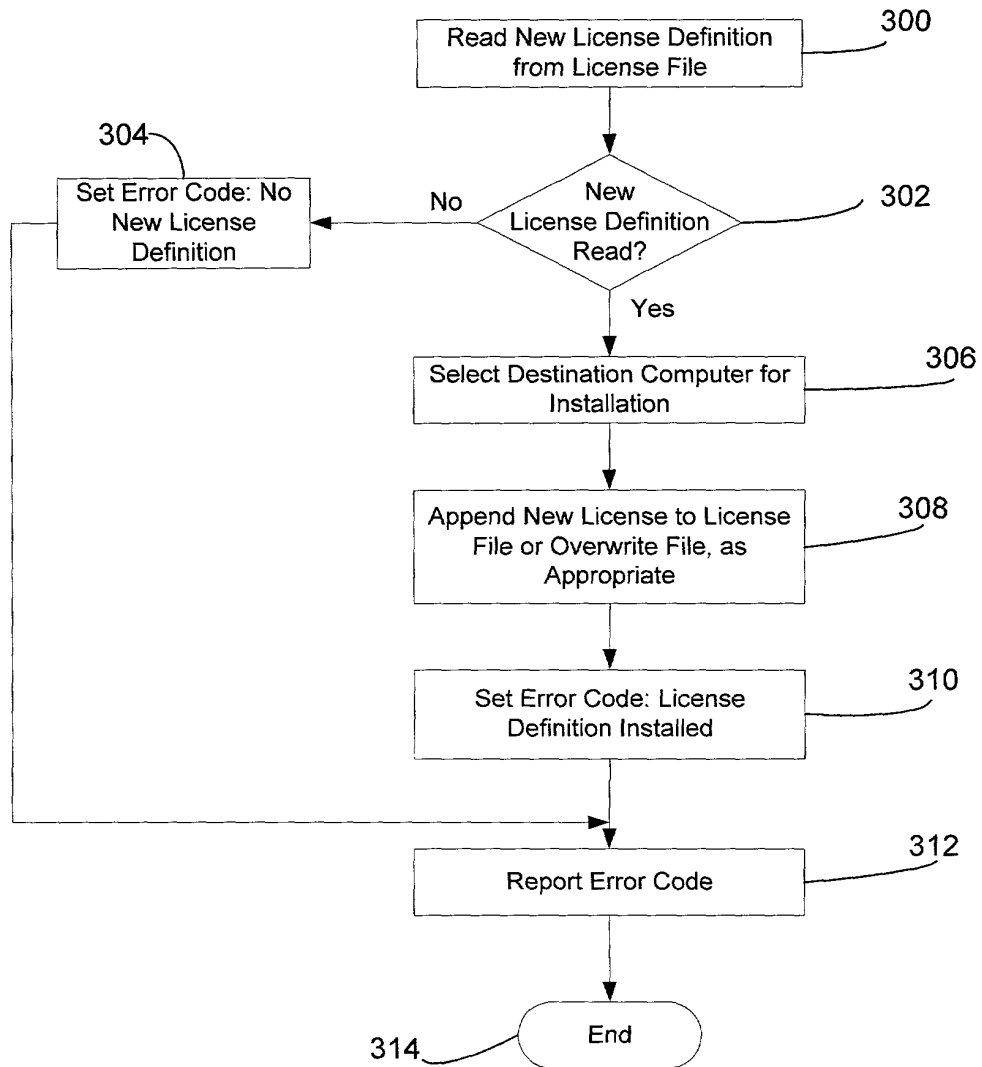 Read New License Definition
from License File
300
304
Set Error Code: No
New License
Definition
No
New
License Definition
Read?
302
Yes
Select Destination Computer for
Installation
306
Append New License to License
File or Overwrite File, as
Appropriate
308
Set Error Code: License
Definition Installed
310
Report Error Code
312
End
314